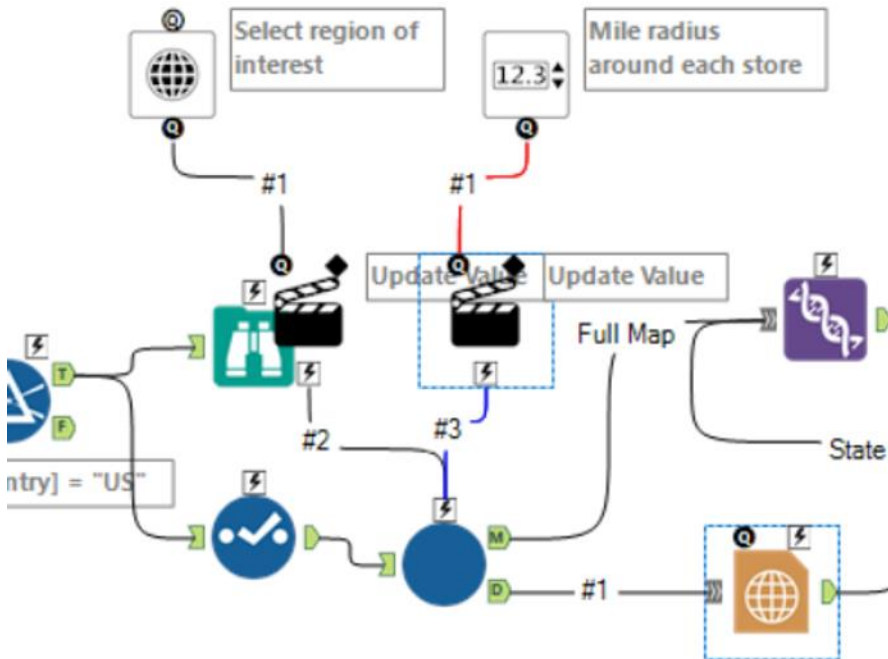 Q
Select region of
interest
Q
Mile radius
around each store
12.3
Q
#1
#1
Q
Update Value
Q
Update Value
T
F
Full Map
#2
#3
State
ntry] = "US"
M
D
#1
Q